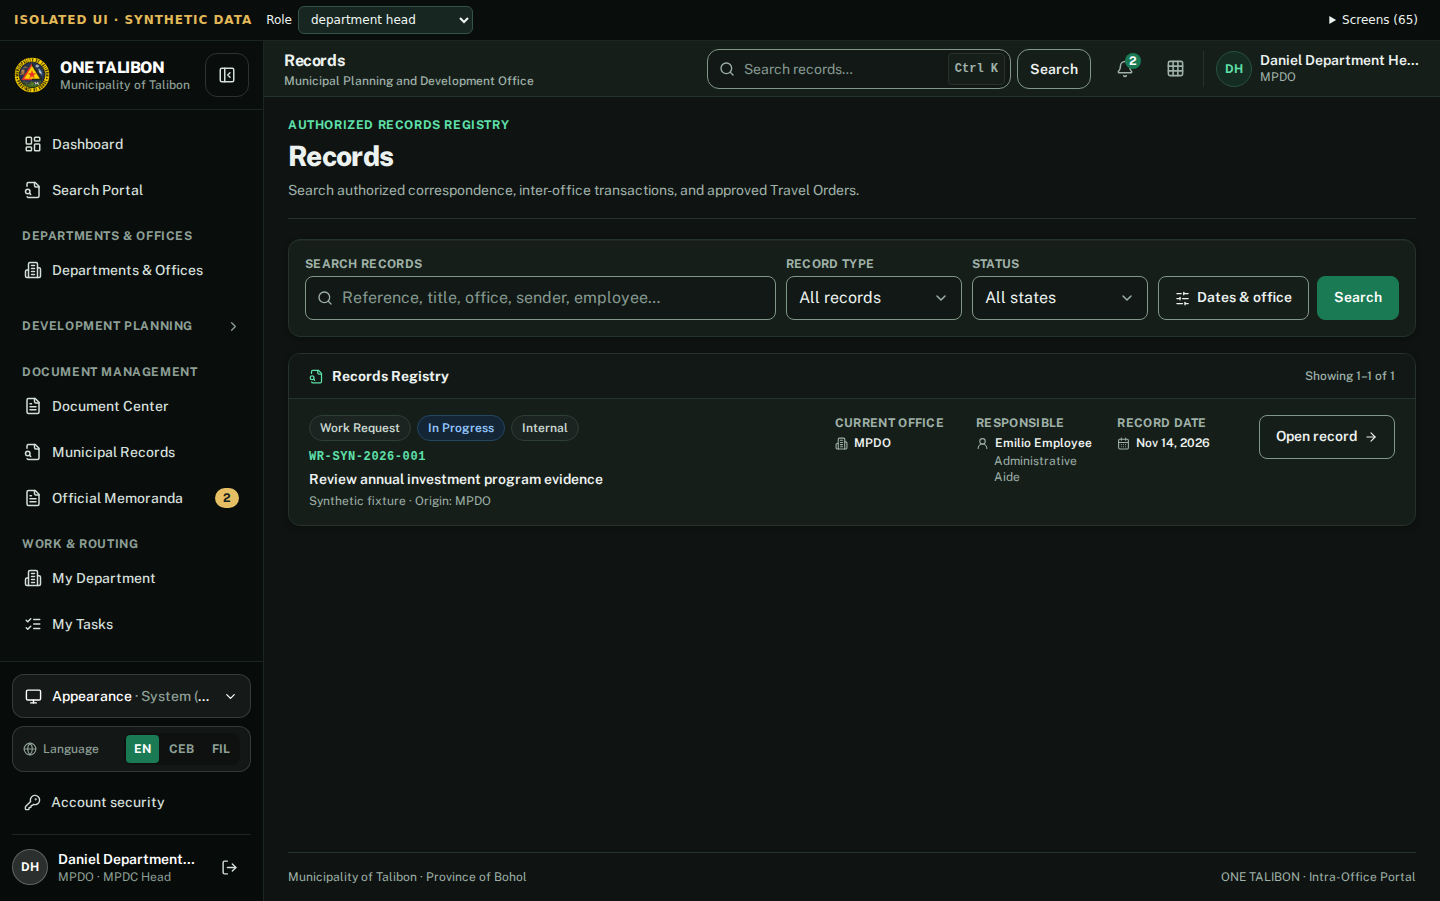 ISOLATED UI · SYNTHETIC DATA
Role
department head
Screens (65)
ONE TALIBON
Municipality of Talibon
Records
Municipal Planning and Development Office
Search records...
Ctrl K
Search
2
DH
Daniel Department He...
MPDO
Dashboard
Search Portal
DEPARTMENTS & OFFICES
Departments & Offices
DEVELOPMENT PLANNING
DOCUMENT MANAGEMENT
Document Center
Municipal Records
Official Memoranda
2
WORK & ROUTING
My Department
My Tasks
Appearance · System (...
Language
EN
CEB
FIL
Account security
DH
Daniel Department...
MPDO · MPDC Head
AUTHORIZED RECORDS REGISTRY
Records
Search authorized correspondence, inter-office transactions, and approved Travel Orders.
SEARCH RECORDS
Reference, title, office, sender, employee...
RECORD TYPE
All records
STATUS
All states
Dates & office
Search
Records Registry
Showing 1–1 of 1
Work Request
In Progress
Internal
WR-SYN-2026-001
Review annual investment program evidence
Synthetic fixture · Origin: MPDO
CURRENT OFFICE
MPDO
RESPONSIBLE
Emilio Employee
Administrative
Aide
RECORD DATE
Nov 14, 2026
Open record
Municipality of Talibon · Province of Bohol
ONE TALIBON · Intra-Office Portal